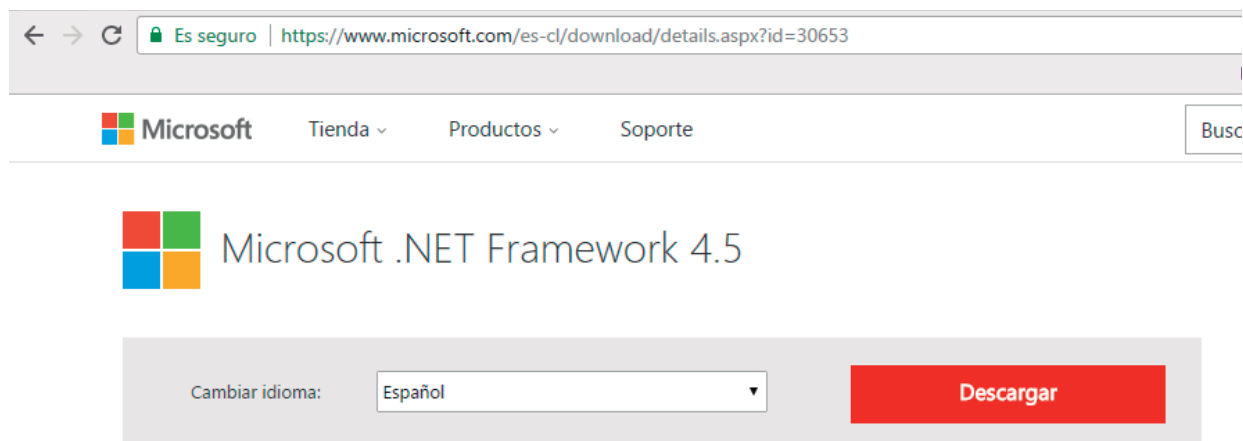 Es seguro | https://www.microsoft.com/es-cl/download/details.aspx?id=30653
Microsoft Tienda Productos Soporte Busc
Microsoft .NET Framework 4.5
Cambiar idioma: Español Descargar